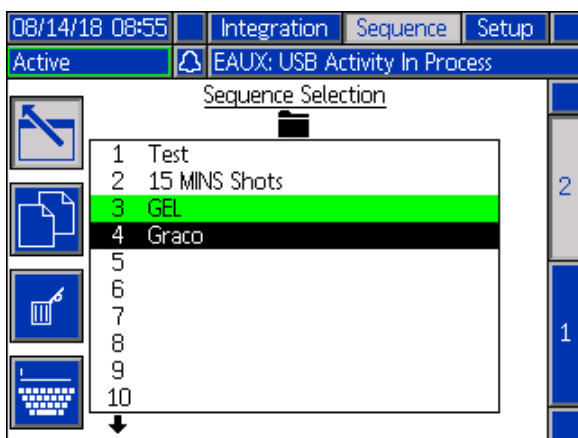 08/14/18 08:55 Integration Sequence Setup
Active EAUX: USB Activity In Process
Sequence Selection
1 Test
2 15 MINS Shots
3 GEL
4 Graco
5
6
7
8
9
10
2
1